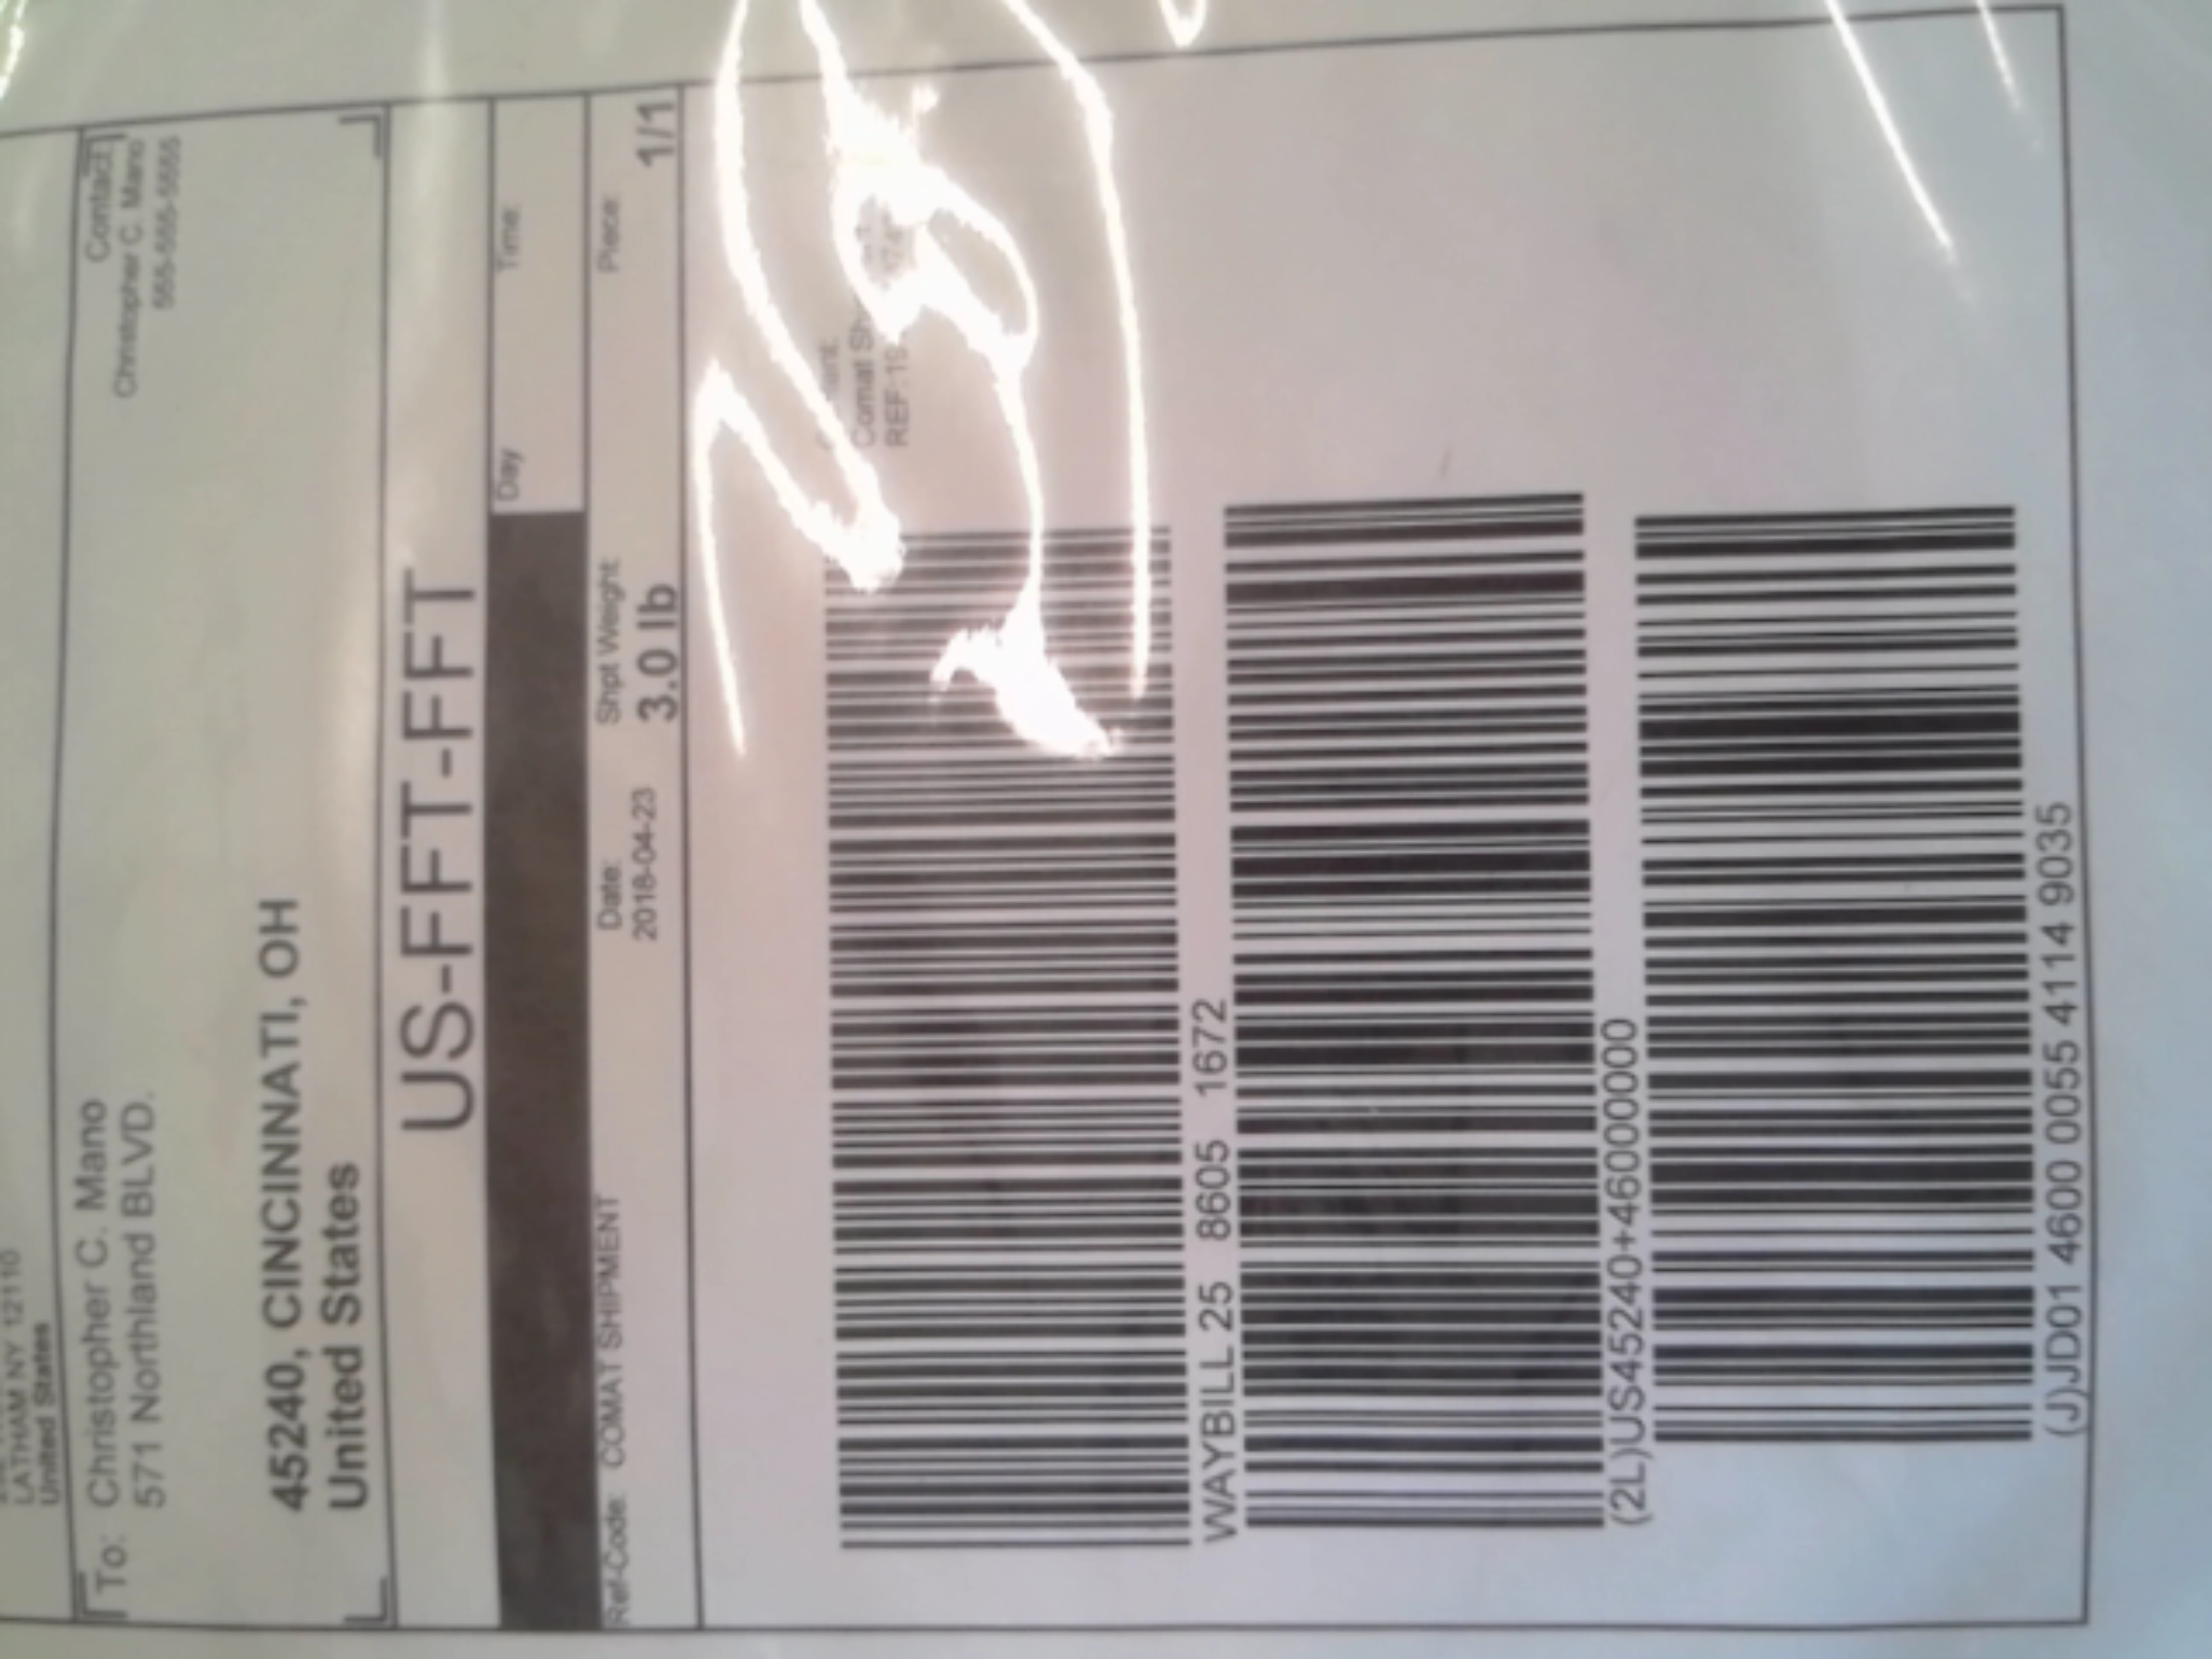 LATHAM NY 12110
United States
To: Christopher C. Mano
571 Northland BLVD.
Contact:
Christopher C. Mano
555-555-5555
45240, CINCINNATI, OH
United States
US-FFT-FFT
Day Time:
Ref-Code: COMAT SHIPMENT
Date:
2018-04-23
Shpt Weight:
3.0 lb
Piece:
1/1
Comat
WAYBILL 25 8605 1672
(2L)US45240+46000000
(J)JD01 4600 0055 4114 9035